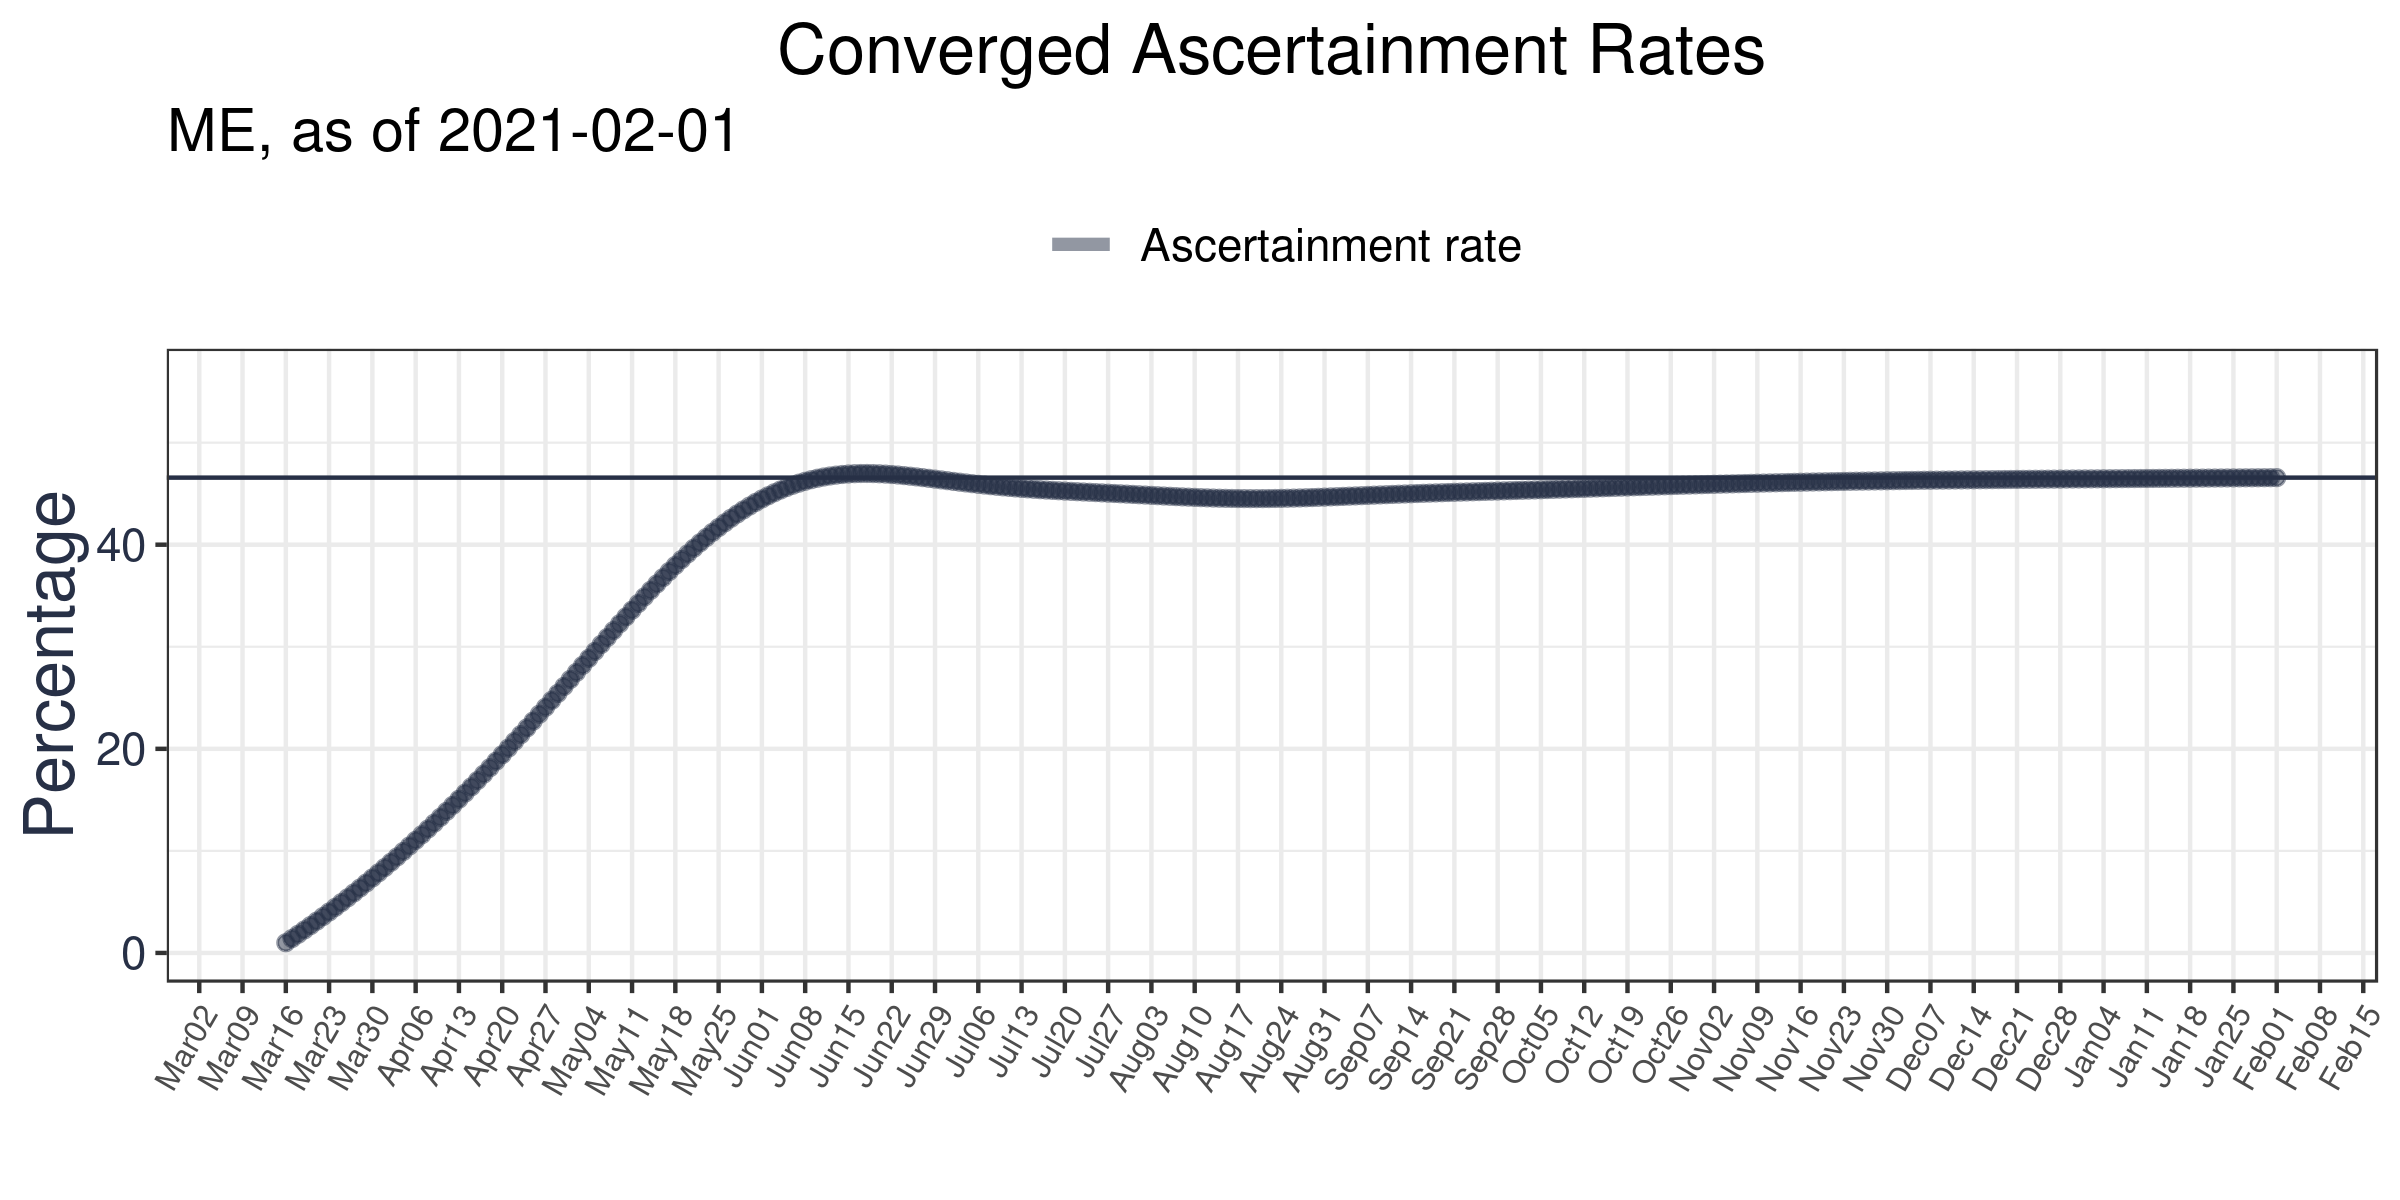 Converged Ascertainment Rates
ME, as of 2021-02-01
Ascertainment rate
Percentage
40
20
0
Mar02
Mar09
Mar16
Mar23
Mar30
Apr06
Apr13
Apr20
Apr27
May04
May11
May18
May25
Jun01
Jun08
Jun15
Jun22
Jun29
Jul06
Jul13
Jul20
Jul27
Aug03
Aug10
Aug17
Aug24
Aug31
Sep07
Sep14
Sep21
Sep28
Oct05
Oct12
Oct19
Oct26
Nov02
Nov09
Nov16
Nov23
Nov30
Dec07
Dec14
Dec21
Dec28
Jan04
Jan11
Jan18
Jan25
Feb01
Feb08
Feb15